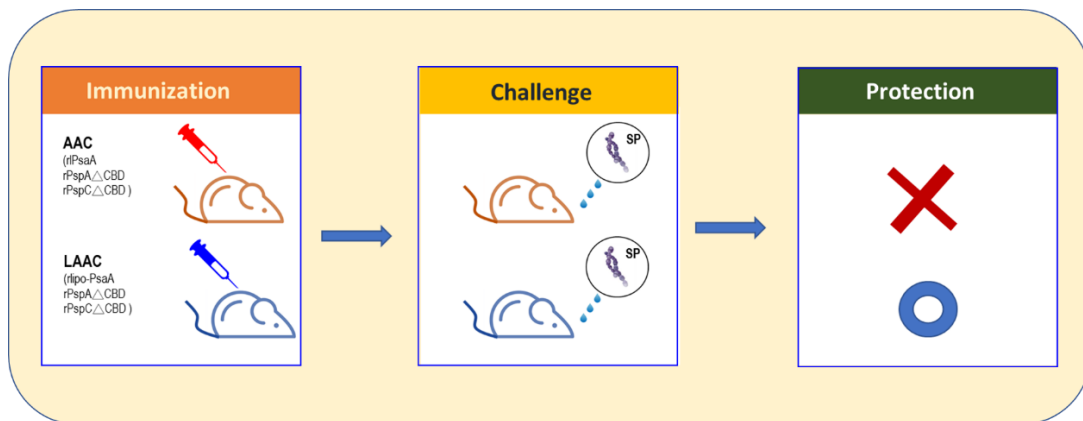 Immunization
AAC
(rlPsaA
rPspA△CBD
rPspC△CBD )
LAAC
(rlipo-PsaA
rPspA△CBD
rPspC△CBD )
Challenge
SP
SP
Protection